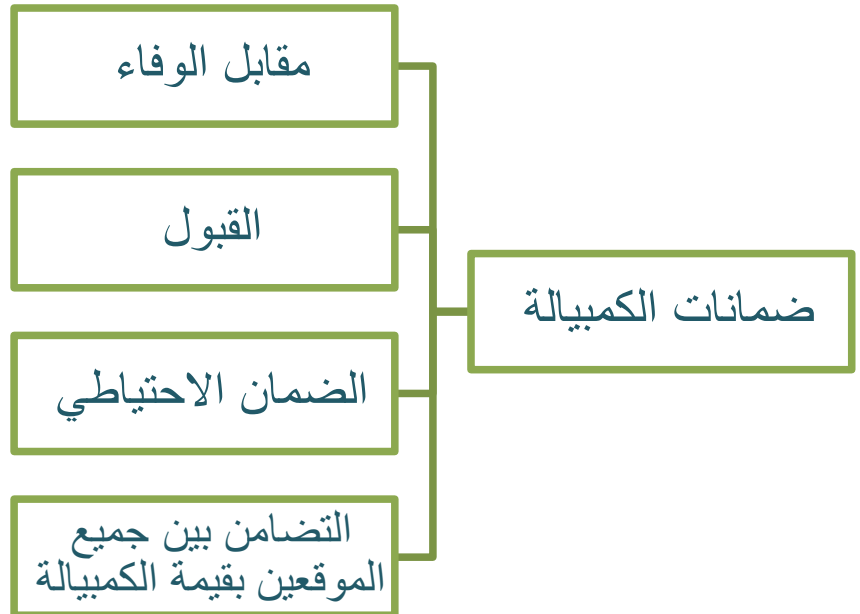 ضمانات الكمبيالة
مقابل الوفاء
القبول
الضمان الاحتياطي
التضامن بين جميع
الموقعين بقيمة الكمبيالة